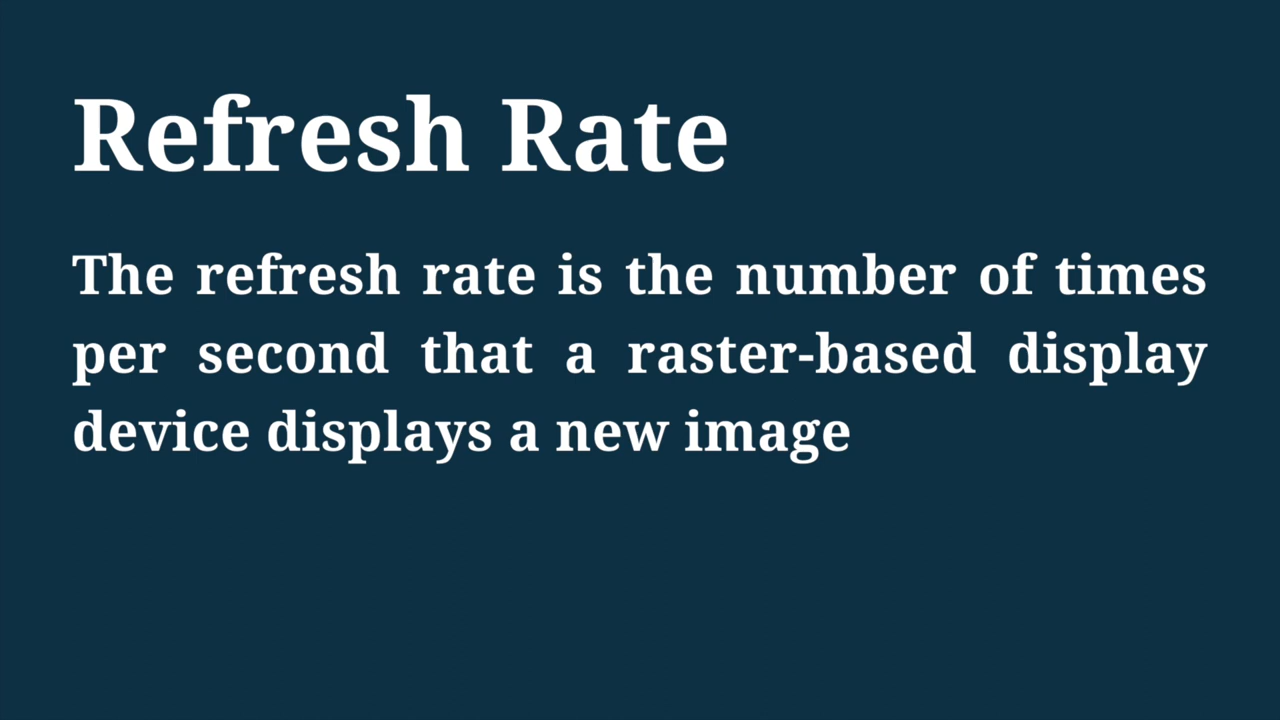 Refresh Rate
The refresh rate is the number of times
per second that a raster-based display
device displays a new image